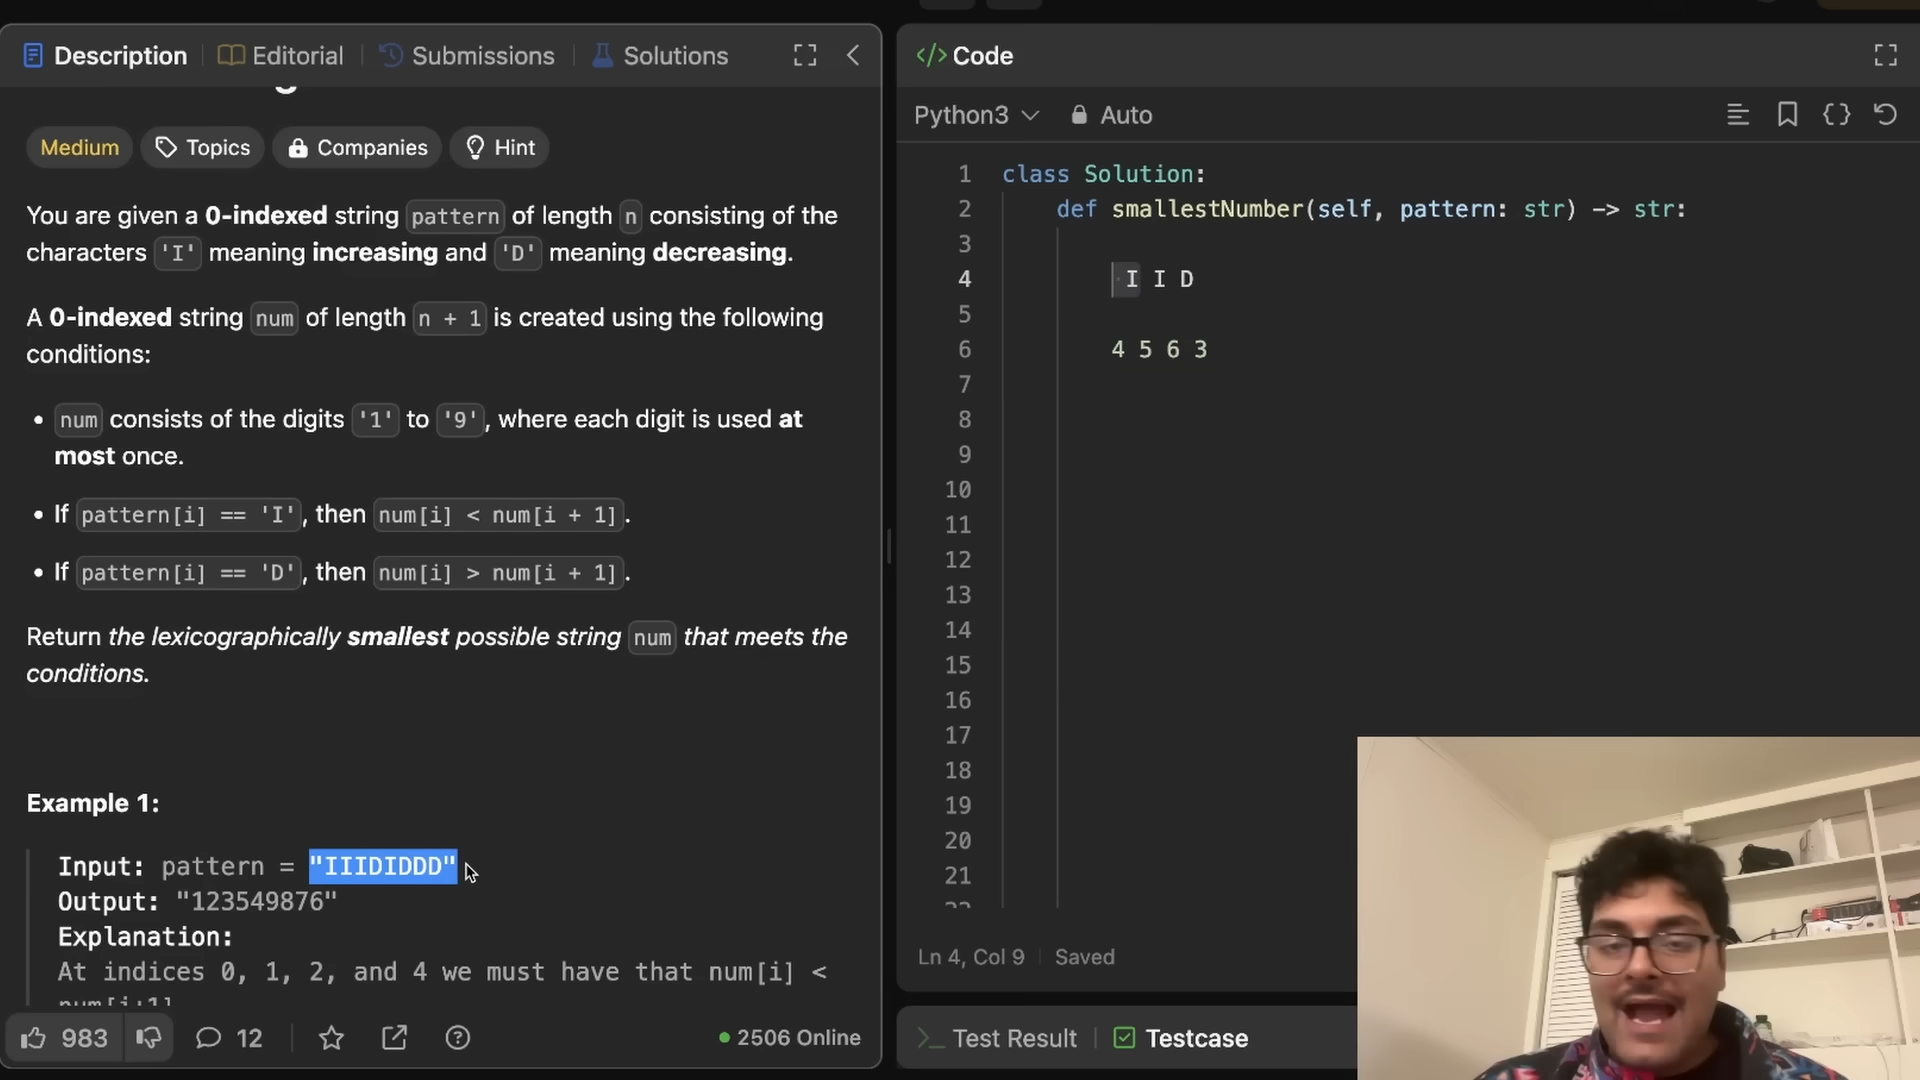 Description Editorial Submissions Solutions
Medium Topics Companies Hint
You are given a 0-indexed string pattern of length n consisting of the
characters 'I' meaning increasing and 'D' meaning decreasing.
A 0-indexed string num of length n + 1 is created using the following
conditions:
• num consists of the digits '1' to '9', where each digit is used at
most once.
• If pattern[i] == 'I', then num[i] < num[i + 1].
• If pattern[i] == 'D', then num[i] > num[i + 1].
Return the lexicographically smallest possible string num that meets the
conditions.
Example 1:
Input: pattern = "IIIDIDDD"
Output: "123549876"
Explanation:
At indices 0, 1, 2, and 4 we must have that num[i] <
num[i+1]
983 12 2506 Online
</> Code
Python3 Auto
1 class Solution:
2 def smallestNumber(self, pattern: str) -> str:
3
4 I I D
5
6 4 5 6 3
7
8
9
10
11
12
13
14
15
16
17
18
19
20
21
22
Ln 4, Col 9 Saved
Test Result Testcase